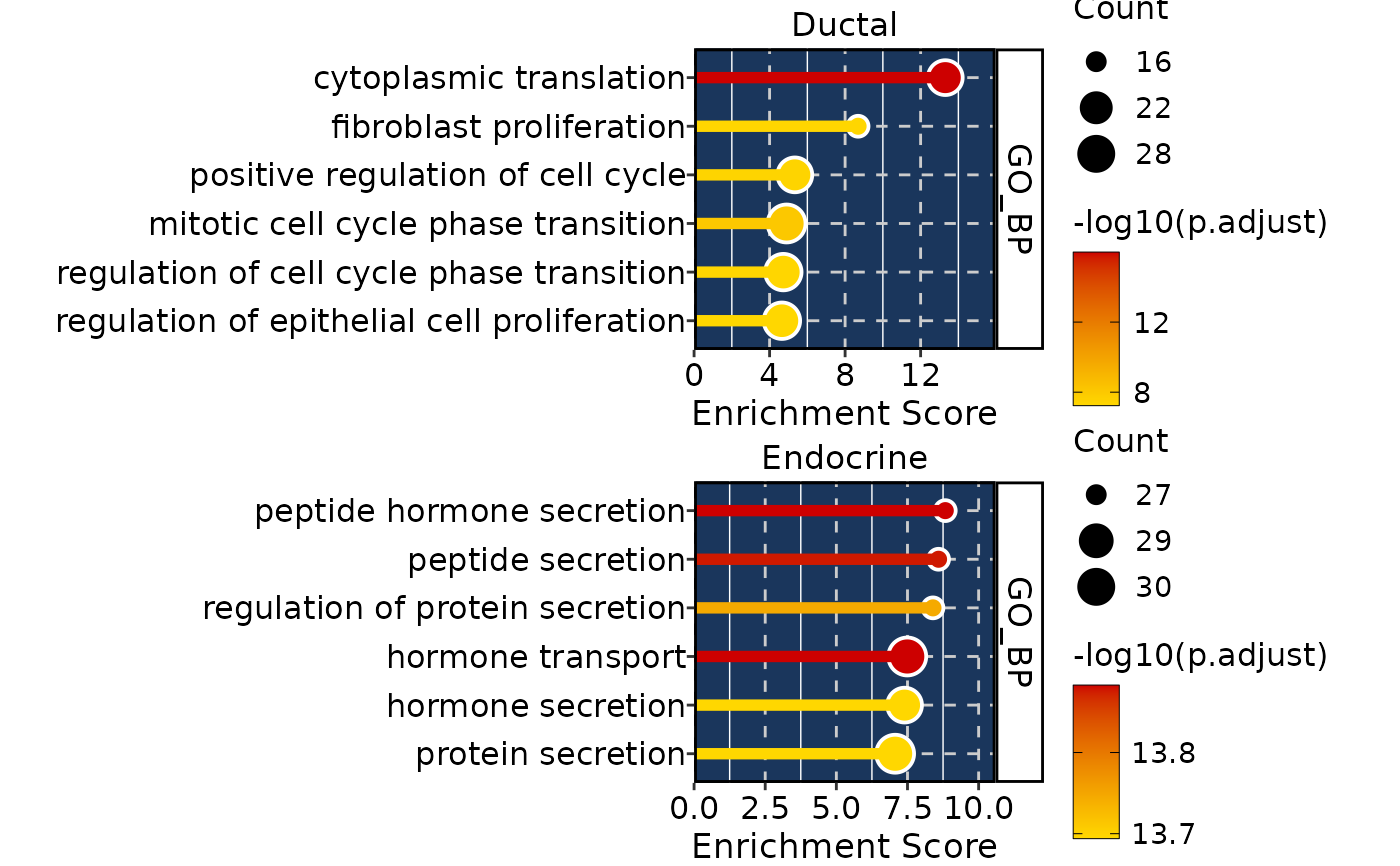 Ductal
cytoplasmic translation
fibroblast proliferation
positive regulation of cell cycle
mitotic cell cycle phase transition
regulation of cell cycle phase transition
regulation of epithelial cell proliferation
GO_BP
0 4 8 12
Enrichment Score
Count
16
22
28
-log10(p.adjust)
12
8
Endocrine
peptide hormone secretion
peptide secretion
regulation of protein secretion
hormone transport
hormone secretion
protein secretion
GO_BP
0.0 2.5 5.0 7.5 10.0
Enrichment Score
Count
27
29
30
-log10(p.adjust)
13.8
13.7